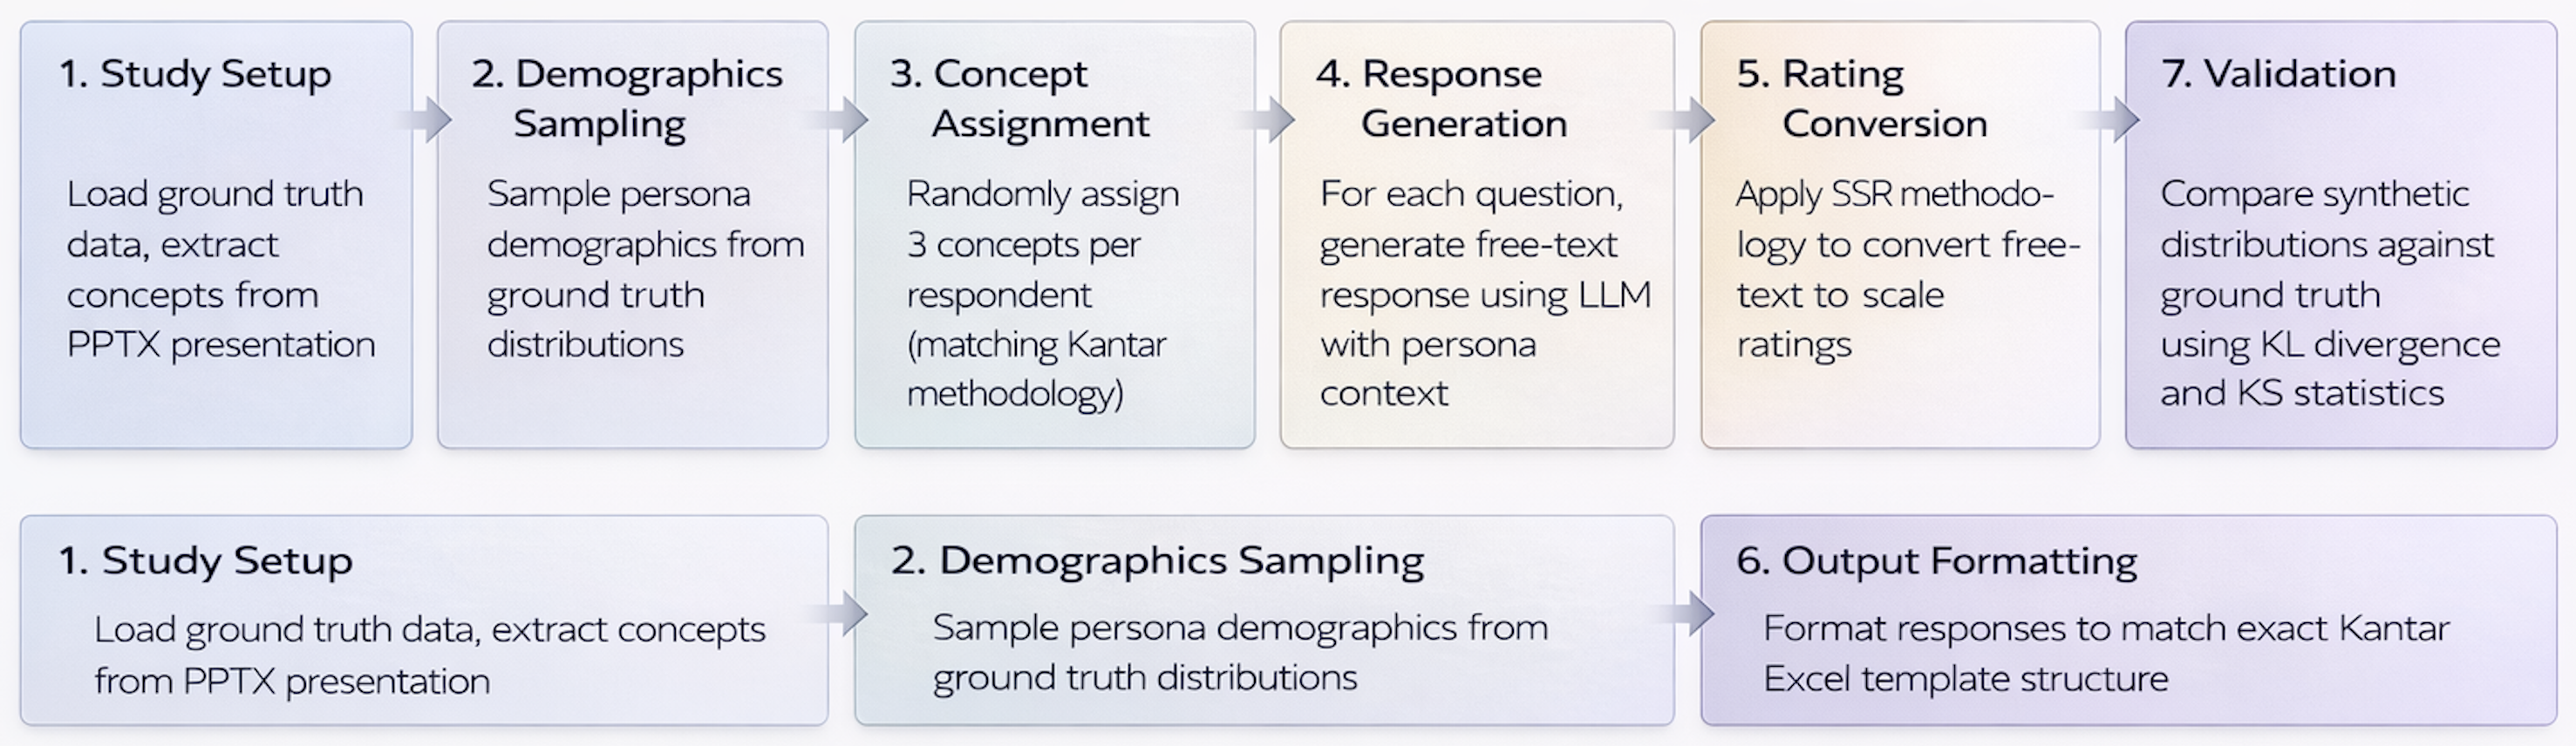 1. Study Setup
Load ground truth
data, extract
concepts from
PPTX presentation
2. Demographics
Sampling
Sample persona
demographics from
ground truth
distributions
3. Concept
Assignment
Randomly assign
3 concepts per
respondent
(matching Kantar
methodology)
4. Response
Generation
For each question,
generate free-text
response using LLM
with persona
context
5. Rating
Conversion
Apply SSR methodo-
logy to convert free-
text to scale
ratings
7. Validation
Compare synthetic
distributions against
ground truth
using KL divergence
and KS statistics
1. Study Setup
Load ground truth data, extract concepts
from PPTX presentation
2. Demographics Sampling
Sample persona demographics from
ground truth distributions
6. Output Formatting
Format responses to match exact Kantar
Excel template structure